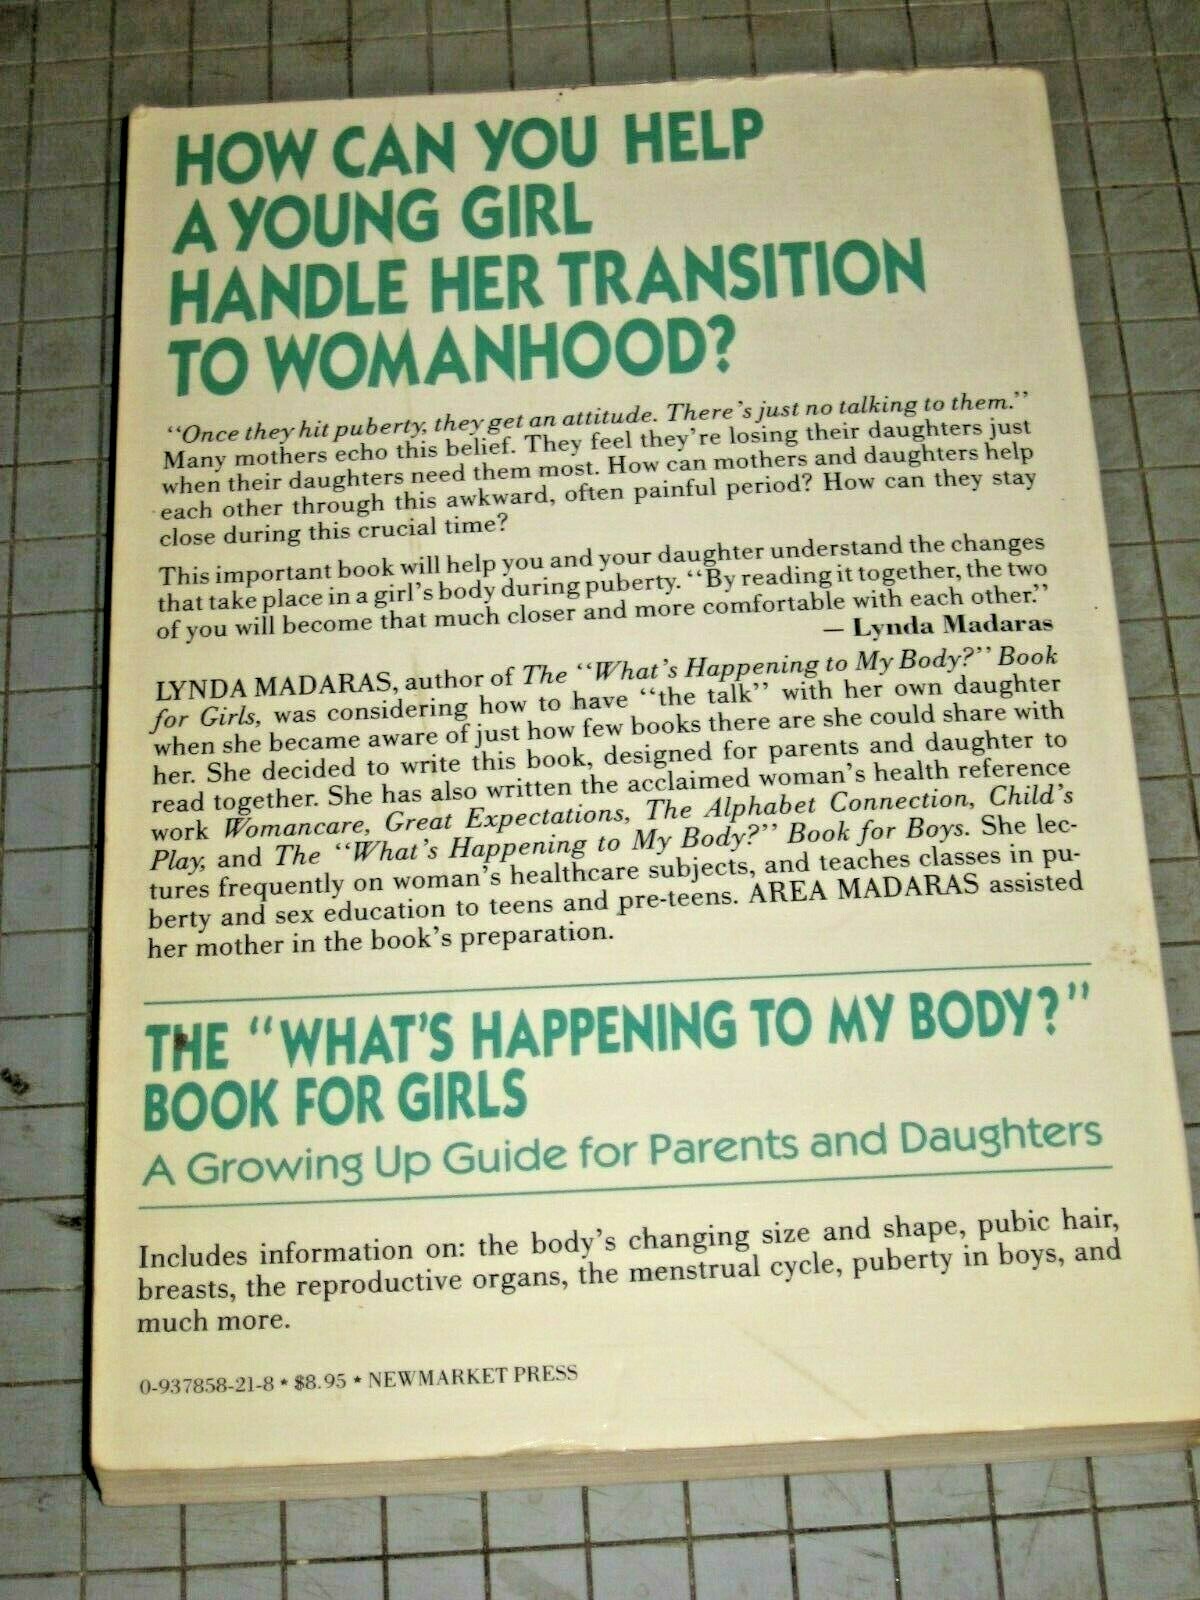 HOW CAN YOU HELP
A YOUNG GIRL
HANDLE HER TRANSITION
TO WOMANHOOD?
"Once they hit puberty, they get an attitude. There's just no talking to them."
Many mothers echo this belief. They feel they're losing their daughters just
when their daughters need them most. How can mothers and daughters help
each other through this awkward, often painful period? How can they stay
close during this crucial time?
This important book will help you and your daughter understand the changes
that take place in a girl's body during puberty. "By reading it together, the two
of you will become that much closer and more comfortable with each other."
— Lynda Madaras
LYNDA MADARAS, author of The "What's Happening to My Body?" Book
for Girls, was considering how to have "the talk" with her own daughter
when she became aware of just how few books there are she could share with
her. She decided to write this book, designed for parents and daughter to
read together. She has also written the acclaimed woman's health reference
work Womancare, Great Expectations, The Alphabet Connection, Child's
Play, and The "What's Happening to My Body?" Book for Boys. She lec-
tures frequently on woman's healthcare subjects, and teaches classes in pu-
berty and sex education to teens and pre-teens. AREA MADARAS assisted
her mother in the book's preparation.
THE "WHAT'S HAPPENING TO MY BODY?"
BOOK FOR GIRLS
A Growing Up Guide for Parents and Daughters
Includes information on: the body's changing size and shape, pubic hair,
breasts, the reproductive organs, the menstrual cycle, puberty in boys, and
much more.
0-937858-21-8 * $8.95 * NEWMARKET PRESS